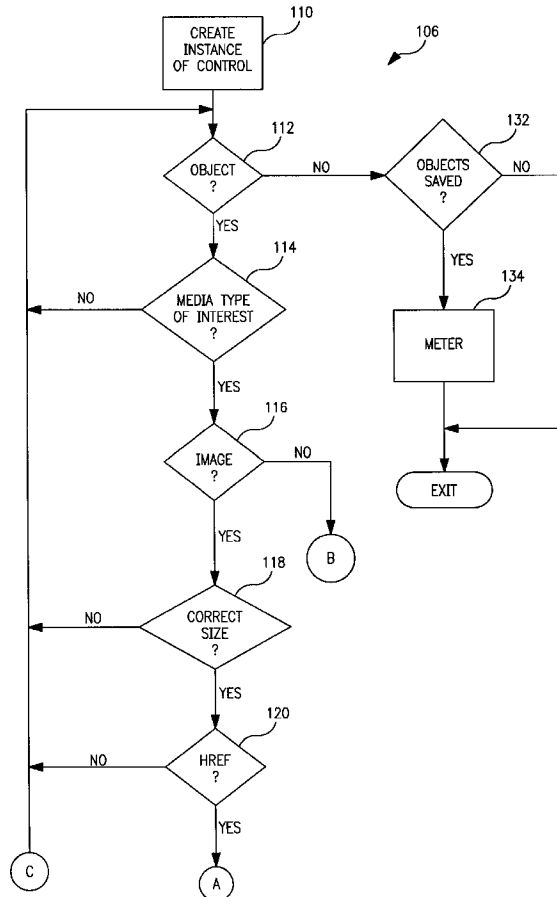 110
CREATE
INSTANCE
OF CONTROL
106
112
OBJECT
?
NO
132
OBJECTS
SAVED
?
NO
YES
YES
114
MEDIA TYPE
OF INTEREST
?
NO
134
METER
YES
116
IMAGE
?
NO
EXIT
YES
B
118
CORRECT
SIZE
?
NO
YES
120
HREF
?
NO
YES
C
A